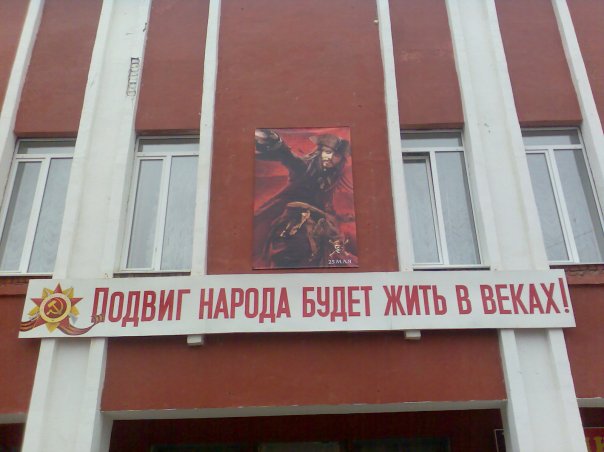 25 МАЯ
ПОДВИГ НАРОДА БУДЕТ ЖИТЬ В ВЕКАХ!